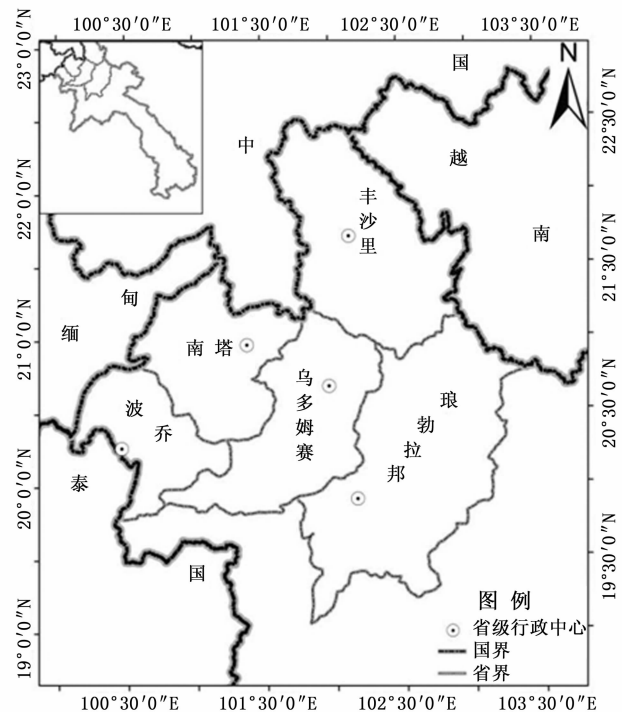 100°30′0″E
101°30′0″E
102°30′0″E
103°30′0″E
23°0′0″N
22°0′0″N
21°0′0″N
20°0′0″N
19°0′0″N
22°30′0″N
21°30′0″N
20°30′0″N
19°30′0″N
N
中
国
越
南
丰沙里
缅
甸
南塔
乌多姆赛
波乔
琅勃拉邦
泰
国
图例
省级行政中心
国界
省界
100°30′0″E
101°30′0″E
102°30′0″E
103°30′0″E